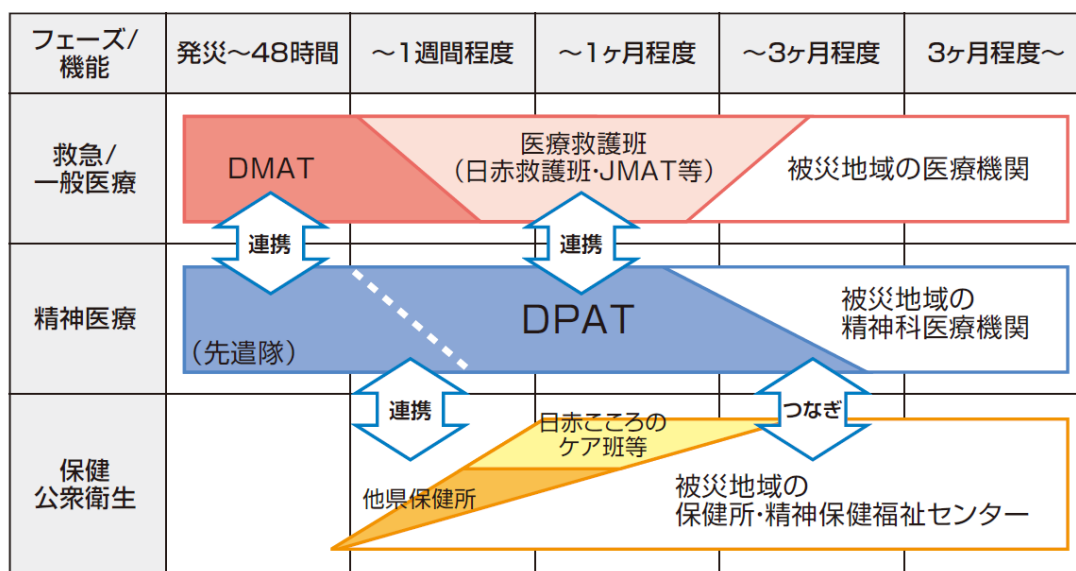 フェーズ/
機能
発災～48時間
～1週間程度
～1ヶ月程度
～3ヶ月程度
3ヶ月程度～
救急/
一般医療
DMAT
医療救護班
（日赤救護班・JMAT等）
被災地域の医療機関
連携
連携
精神医療
（先遣隊）
DPAT
被災地域の
精神科医療機関
連携
つなぎ
保健
公衆衛生
日赤こころの
ケア班等
他県保健所
被災地域の
保健所・精神保健福祉センター